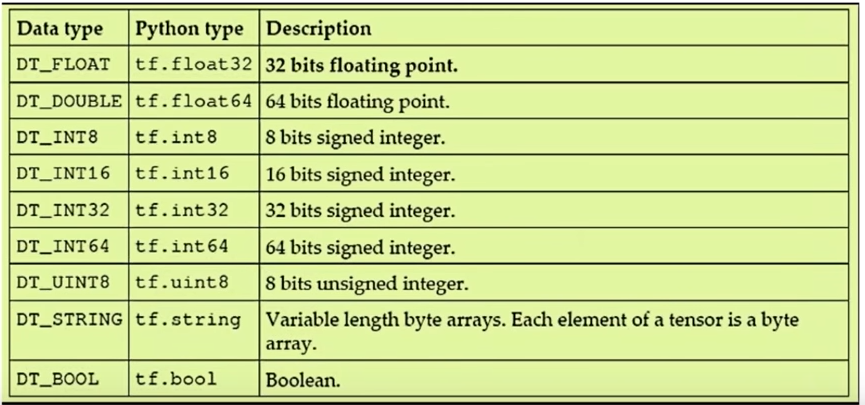 Data type Python type Description
DT_FLOAT tf.float32 32 bits floating point.
DT_DOUBLE tf.float64 64 bits floating point.
DT_INT8 tf.int8 8 bits signed integer.
DT_INT16 tf.int16 16 bits signed integer.
DT_INT32 tf.int32 32 bits signed integer.
DT_INT64 tf.int64 64 bits signed integer.
DT_UINT8 tf.uint8 8 bits unsigned integer.
DT_STRING tf.string Variable length byte arrays. Each element of a tensor is a byte
array.
DT_BOOL tf.bool Boolean.